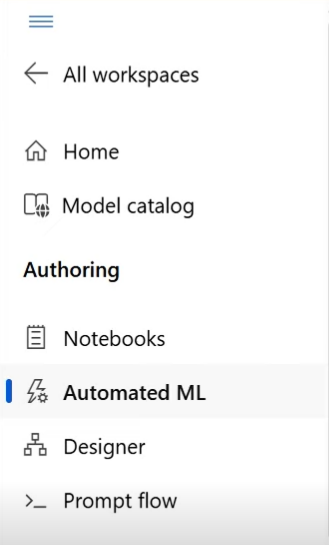 All workspaces
Home
Model catalog
Authoring
Notebooks
Automated ML
Designer
Prompt flow